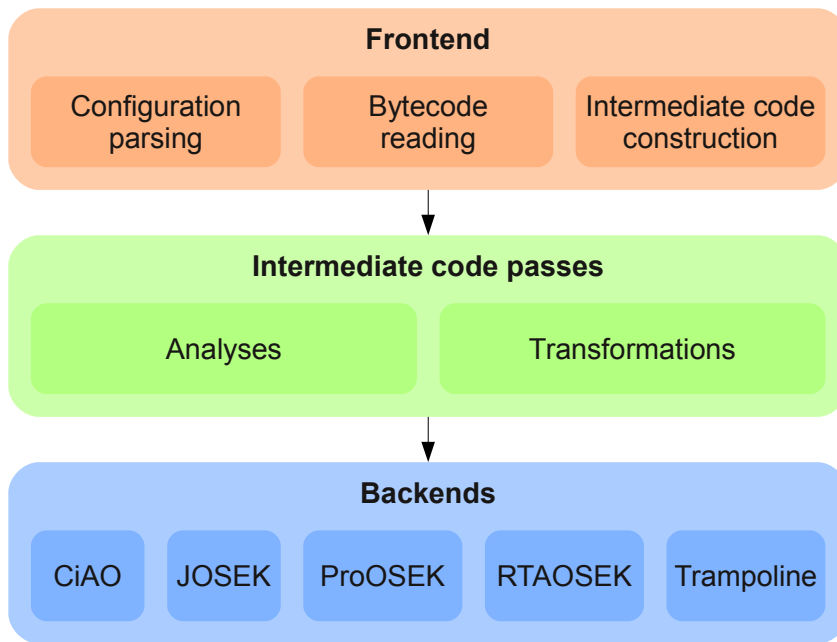 Frontend
Configuration
parsing
Bytecode
reading
Intermediate code
construction
Intermediate code passes
Analyses
Transformations
Backends
CiAO
JOSEK
ProOSEK
RTAOSEK
Trampoline